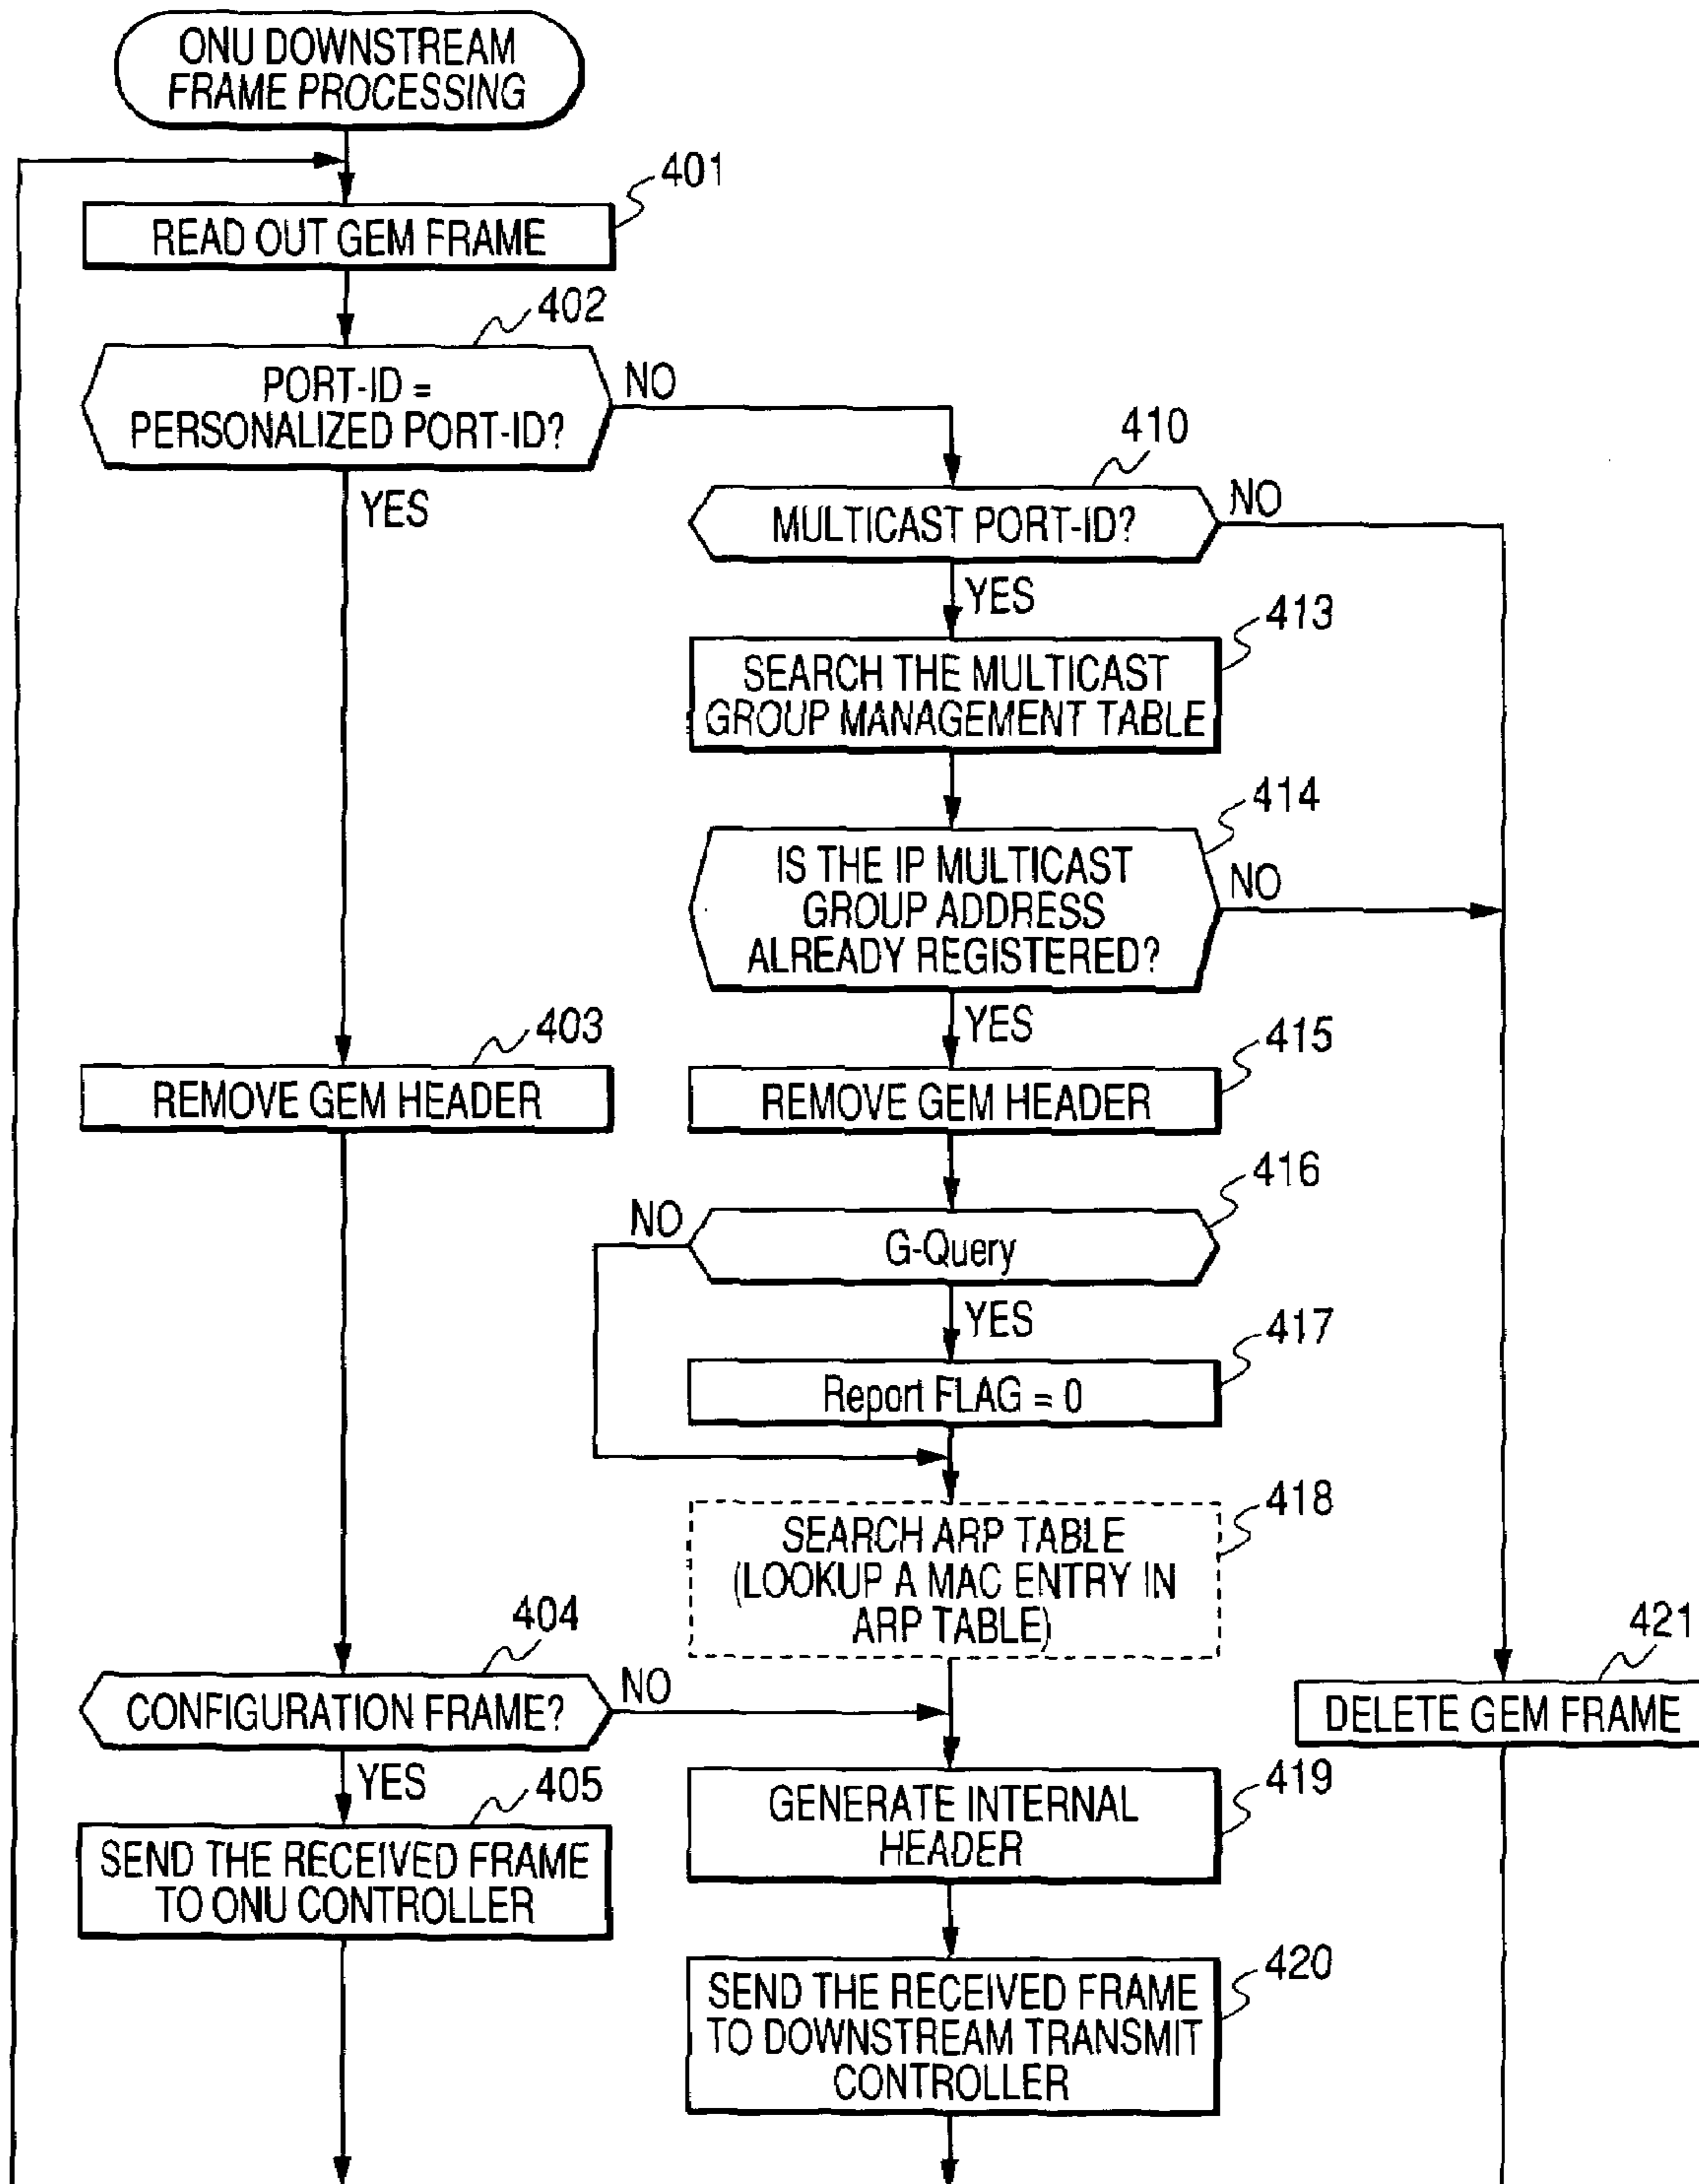 ONU DOWNSTREAM
FRAME PROCESSING
401
READ OUT GEM FRAME
402
PORT-ID =
PERSONALIZED PORT-ID?
NO
YES
410
MULTICAST PORT-ID?
NO
YES
413
SEARCH THE MULTICAST
GROUP MANAGEMENT TABLE
414
IS THE IP MULTICAST
GROUP ADDRESS
ALREADY REGISTERED?
NO
YES
403
REMOVE GEM HEADER
415
REMOVE GEM HEADER
416
NO
G-Query
YES
417
Report FLAG = 0
418
SEARCH ARP TABLE
(LOOKUP A MAC ENTRY IN
ARP TABLE)
404
CONFIGURATION FRAME?
NO
YES
421
DELETE GEM FRAME
405
SEND THE RECEIVED FRAME
TO ONU CONTROLLER
419
GENERATE INTERNAL
HEADER
420
SEND THE RECEIVED FRAME
TO DOWNSTREAM TRANSMIT
CONTROLLER